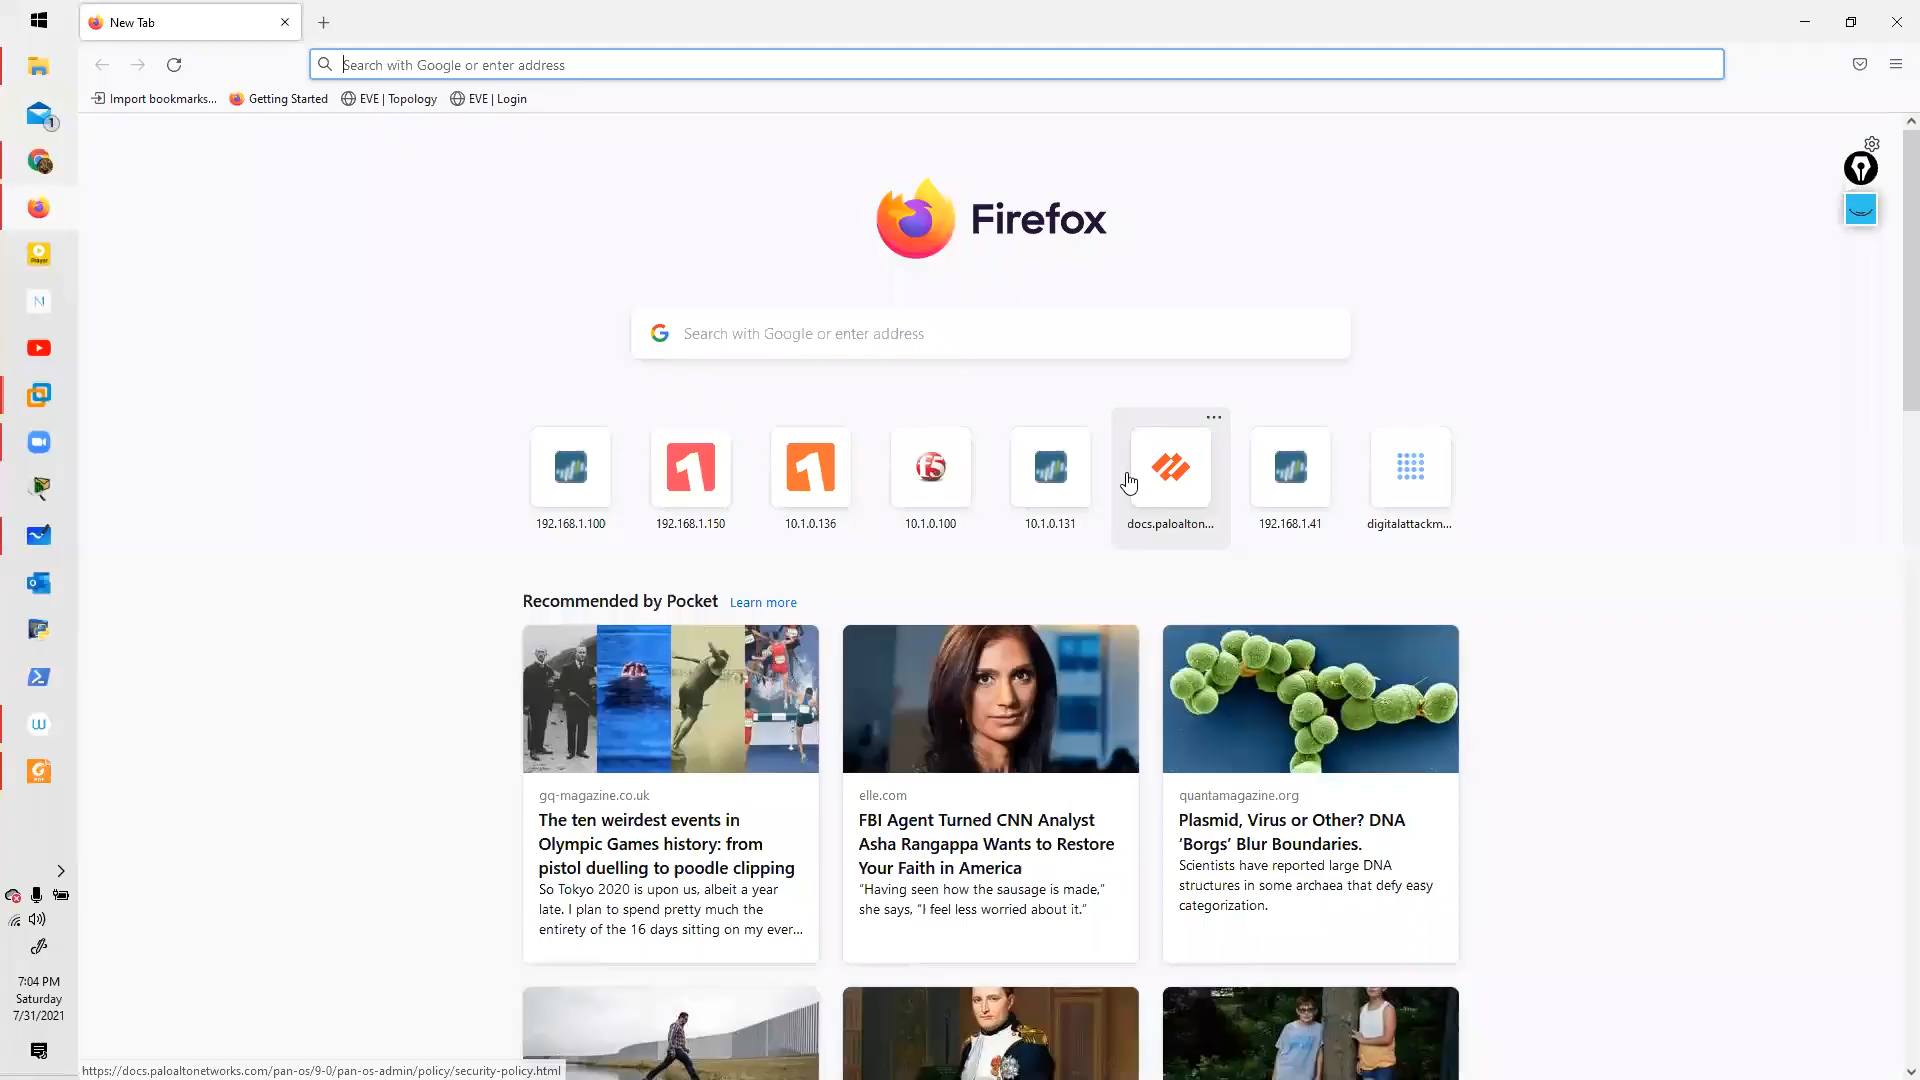 New Tab
Search with Google or enter address
Import bookmarks...
Getting Started
EVE | Topology
EVE | Login
1
Firefox
Search with Google or enter address
192.168.1.100
192.168.1.150
10.1.0.136
f5
10.1.0.100
10.1.0.131
docs.paloalton...
192.168.1.41
digitalattackm...
Recommended by Pocket Learn more
gq-magazine.co.uk
The ten weirdest events in
Olympic Games history: from
pistol duelling to poodle clipping
So Tokyo 2020 is upon us, albeit a year
late. I plan to spend pretty much the
entirety of the 16 days sitting on my ever...
elle.com
FBI Agent Turned CNN Analyst
Asha Rangappa Wants to Restore
Your Faith in America
“Having seen how the sausage is made,”
she says, “I feel less worried about it.”
quantamagazine.org
Plasmid, Virus or Other? DNA
‘Borgs’ Blur Boundaries.
Scientists have reported large DNA
structures in some archaea that defy easy
categorization.
7:04 PM
Saturday
7/31/2021
https://docs.paloaltonetworks.com/pan-os/9-0/pan-os-admin/policy/security-policy.html